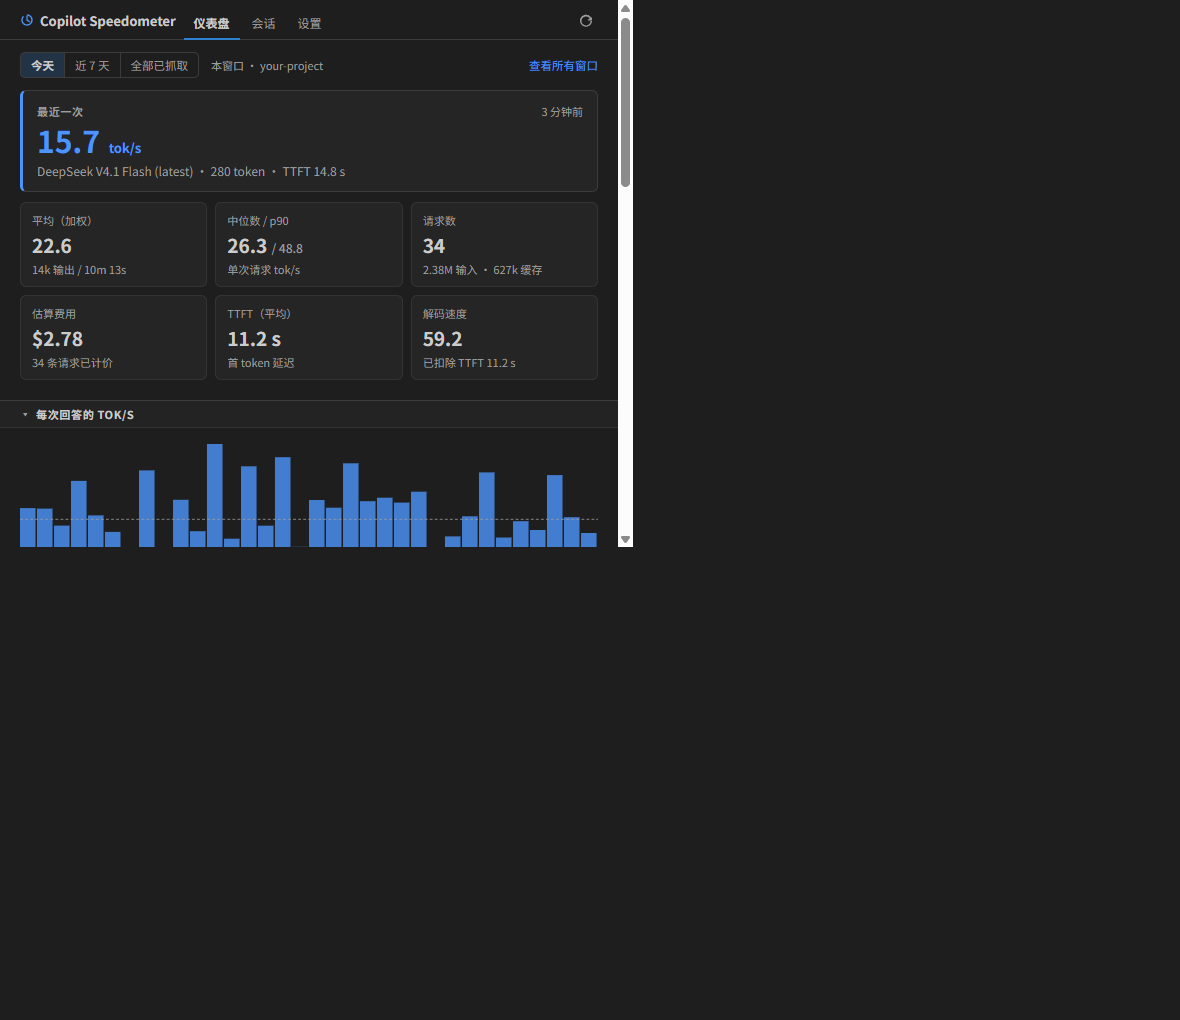 Copilot Speedometer 仪表盘 会话 设置
今天 近 7 天 全部已抓取 本窗口 • your-project 查看所有窗口
最近一次 3 分钟前
15.7 tok/s
DeepSeek V4.1 Flash (latest) • 280 token • TTFT 14.8 s
平均（加权） 中位数 / p90 请求数
22.6 26.3 / 48.8 34
14k 输出 / 10m 13s 单次请求 tok/s 2.38M 输入 • 627k 缓存
估算费用 TTFT（平均） 解码速度
$2.78 11.2 s 59.2
34 条请求已计价 首 token 延迟 已扣除 TTFT 11.2 s
每次回答的 TOK/S